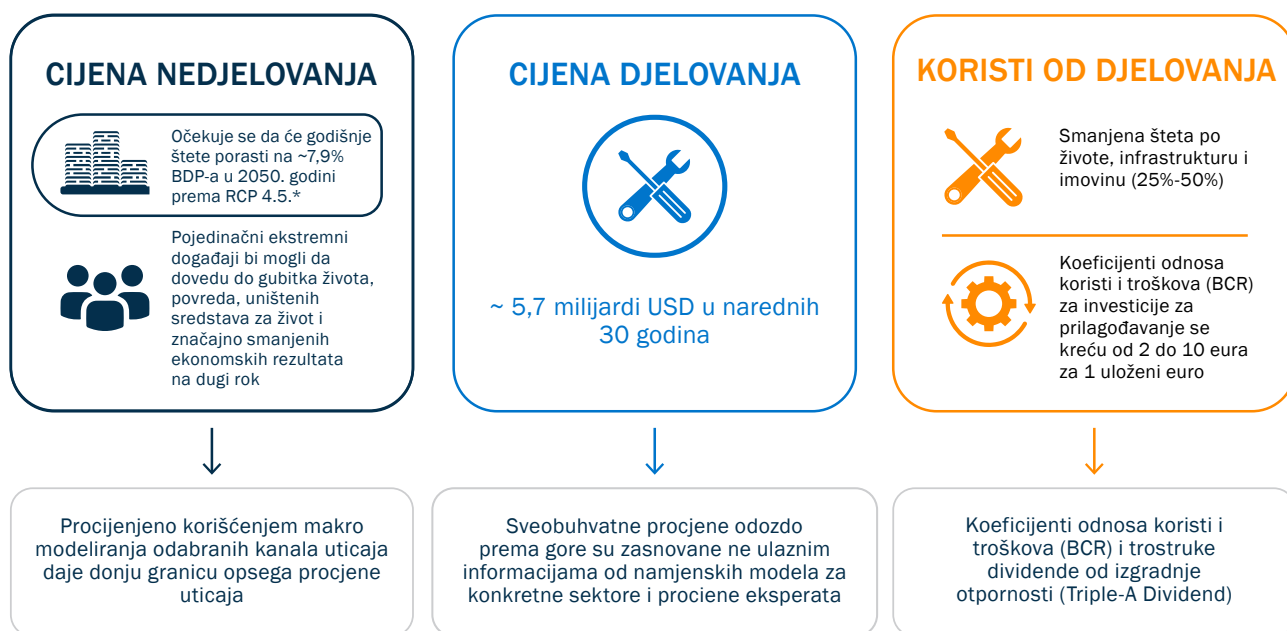 CIJENA NEDJELOVANJA
Očekuje se da će godišnje
štete porasti na ~7,9%
BDP-a u 2050. godini
prema RCP 4.5.*
Pojedinačni ekstremni
događaji bi mogli da
dovedu do gubitka života,
povreda, uništenih
sredstava za život i
značajno smanjenih
ekonomskih rezultata
na dugi rok
Procijenjeno korišćenjem makro
modeliranja odabranih kanala uticaja
daje donju granicu opsega procjene
uticaja
CIJENA DJELOVANJA
~ 5,7 milijardi USD u narednih
30 godina
Sveobuhvatne procjene odozdo
prema gore su zasnovane ne ulaznim
informacijama od namjenskih modela za
konkretne sektore i prociene eksperata
KORISTI OD DJELOVANJA
Smanjena šteta po
živote, infrastrukturu i
imovinu (25%-50%)
Koeficijenti odnosa
koristi i troškova (BCR)
za investicije za
prilagođavanje se
kreću od 2 do 10 eura
za 1 uloženi euro
Koeficijenti odnosa koristi i
troškova (BCR) i trostruke
dividende od izgradnje
otpornosti (Triple-A Dividend)